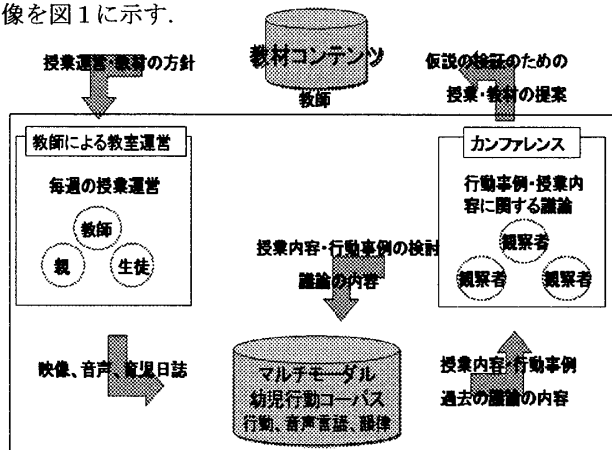 像を図1に示す.
授業運営・教材の方針
教材コンテンツ
教師
仮説の検証のための
授業・教材の提案
教師による教室運営
毎週の授業運営
教師
親
生徒
カンファレンス
行動事例・授業内
容に関する議論
観察者
観察者
観察者
授業内容・行動事例の検討
議論の内容
映像、音声、育児日誌
マルチモーダル
幼児行動コーパス
行動、音声言語、韻律
授業内容・行動事例
過去の議論の内容